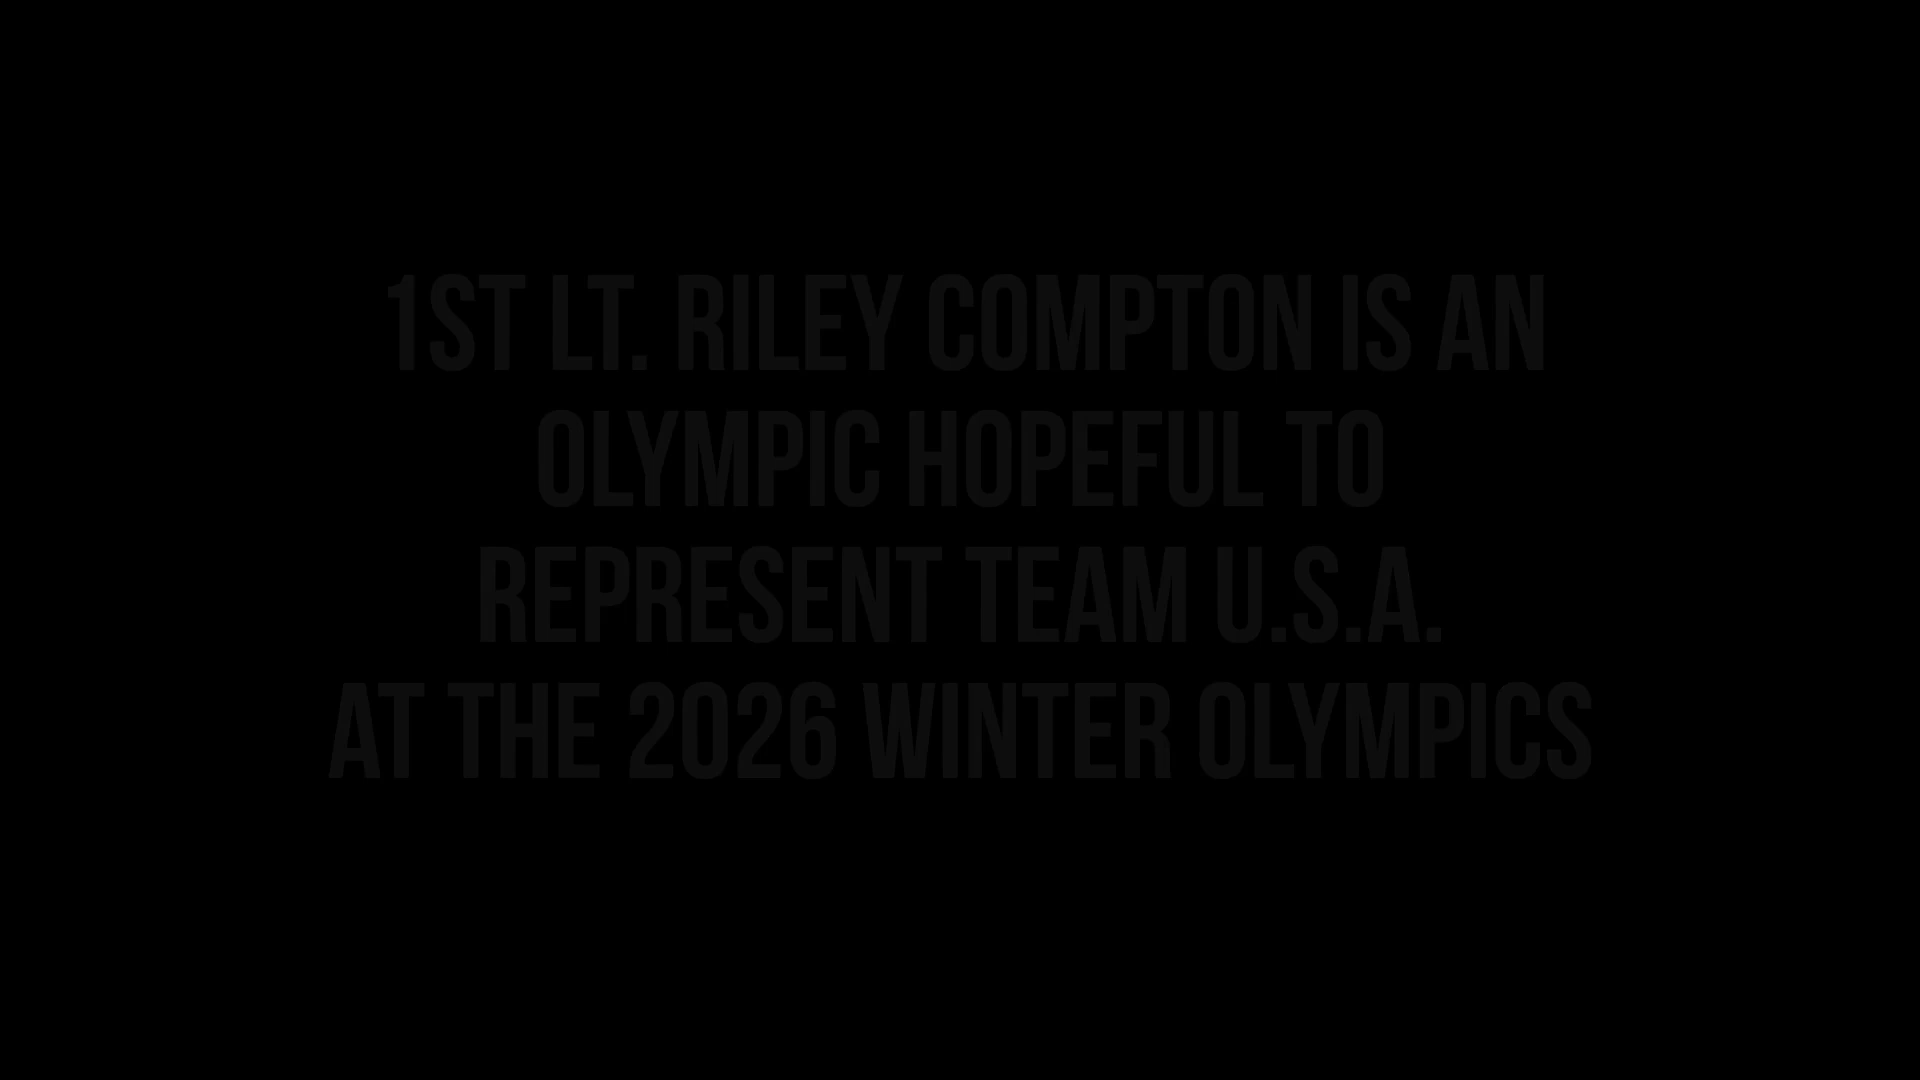 1ST LT. RILEY COMPTON IS AN
OLYMPIC HOPEFUL TO
REPRESENT TEAM U.S.A.
AT THE 2026 WINTER OLYMPICS